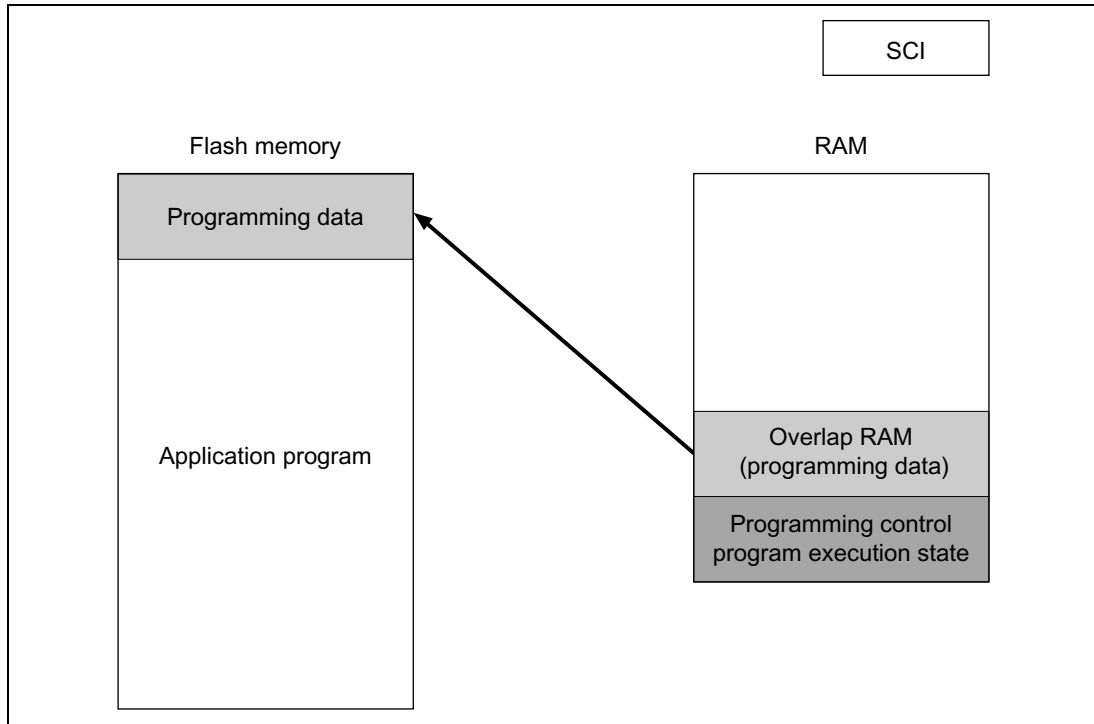 SCI
Flash memory
RAM
Programming data
Application program
Overlap RAM
(programming data)
Programming control
program execution state